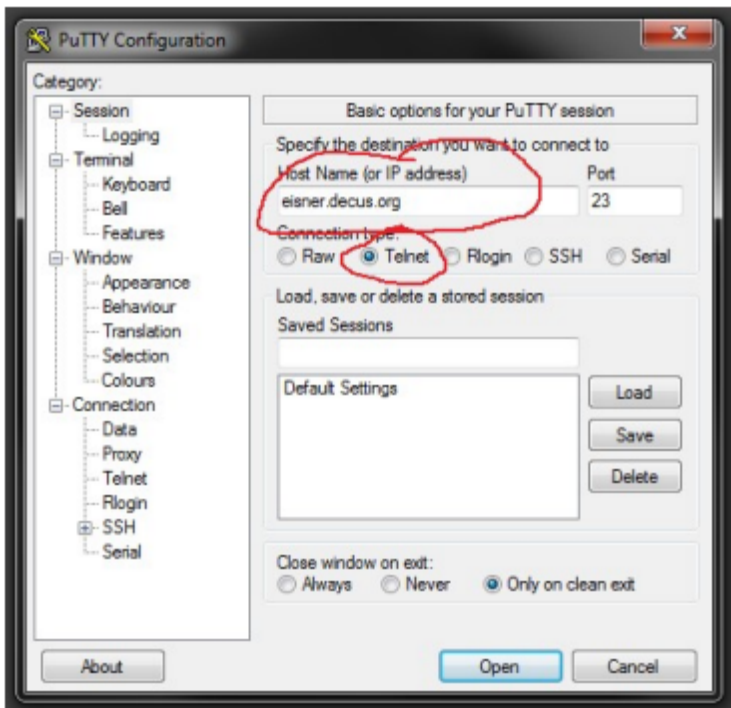 PuTTY Configuration
Category:
Session
Logging
Terminal
Keyboard
Bell
Features
Window
Appearance
Behaviour
Translation
Selection
Colours
Connection
Data
Proxy
Telnet
Rlogin
SSH
Serial
Basic options for your PuTTY session
Specify the destination you want to connect to
Host Name (or IP address) Port
eisner.decus.org 23
Connection type:
Raw Telnet Rlogin SSH Serial
Load, save or delete a stored session
Saved Sessions
Default Settings
Load
Save
Delete
Close window on exit:
Always Never Only on clean exit
About Open Cancel